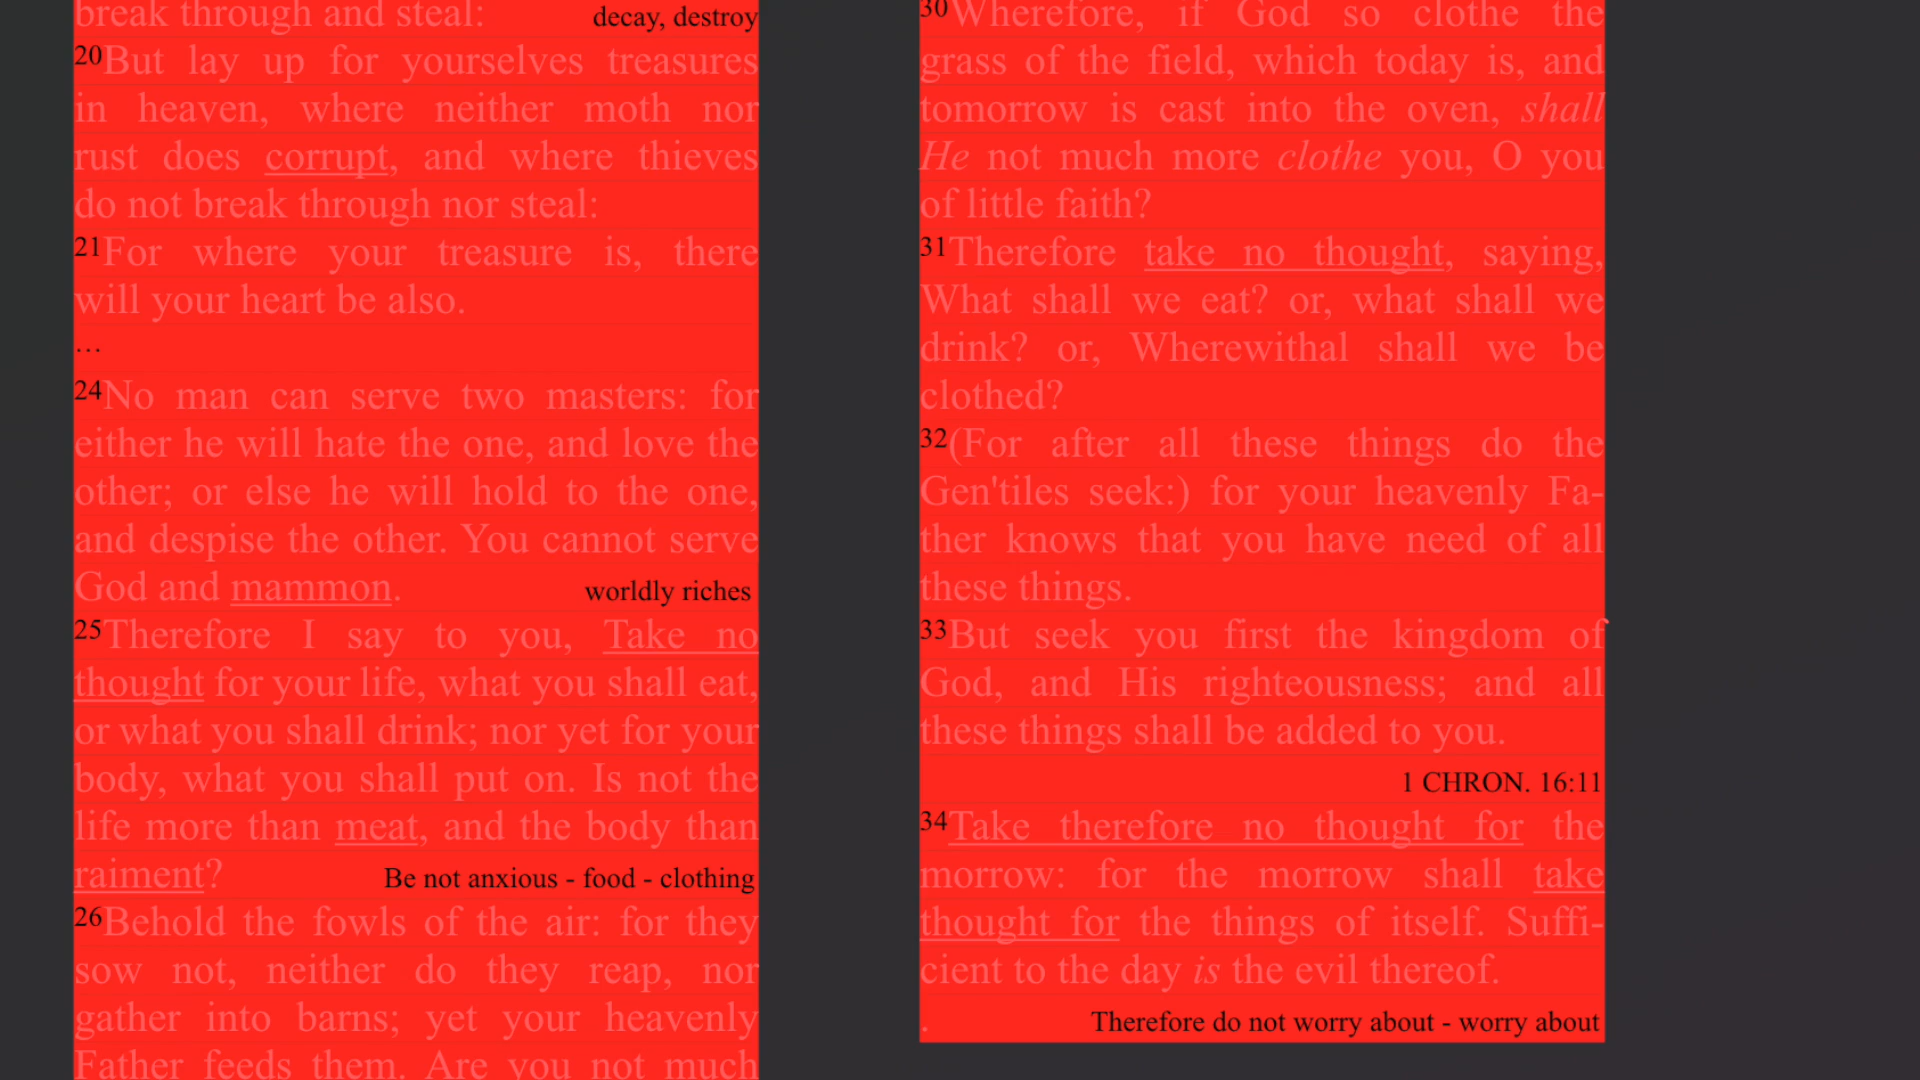 break through and steal: decay, destroy
20But lay up for yourselves treasures
in heaven, where neither moth nor
rust does corrupt, and where thieves
do not break through nor steal:
21For where your treasure is, there
will your heart be also.
…
24No man can serve two masters: for
either he will hate the one, and love the
other; or else he will hold to the one,
and despise the other. You cannot serve
God and mammon. worldly riches
25Therefore I say to you, Take no
thought for your life, what you shall eat,
or what you shall drink; nor yet for your
body, what you shall put on. Is not the
life more than meat, and the body than
raiment? Be not anxious - food - clothing
26Behold the fowls of the air: for they
sow not, neither do they reap, nor
gather into barns; yet your heavenly
Father feeds them. Are you not much
30Wherefore, if God so clothe the
grass of the field, which today is, and
tomorrow is cast into the oven, shall
He not much more clothe you, O you
of little faith?
31Therefore take no thought, saying,
What shall we eat? or, what shall we
drink? or, Wherewithal shall we be
clothed?
32(For after all these things do the
Gen'tiles seek:) for your heavenly Fa-
ther knows that you have need of all
these things.
33But seek you first the kingdom of
God, and His righteousness; and all
these things shall be added to you.
1 CHRON. 16:11
34Take therefore no thought for the
morrow: for the morrow shall take
thought for the things of itself. Suffi-
cient to the day is the evil thereof.
. Therefore do not worry about - worry about